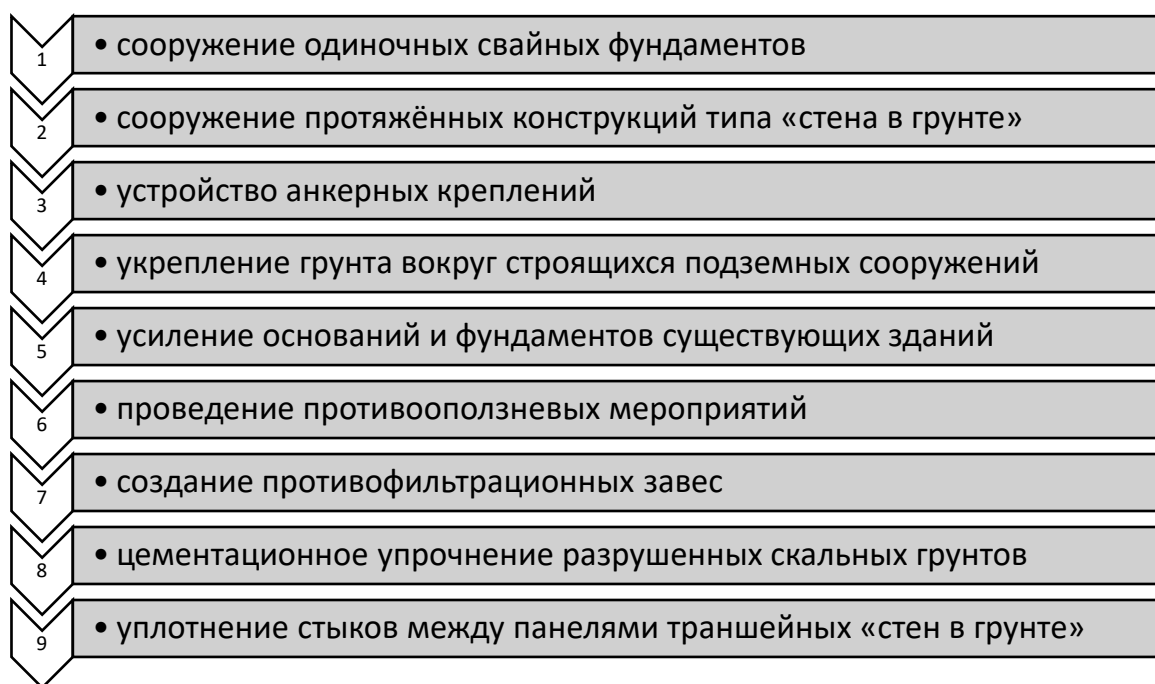 1 • сооружение одиночных свайных фундаментов
2 • сооружение протяжённых конструкций типа «стена в грунте»
3 • устройство анкерных креплений
4 • укрепление грунта вокруг строящихся подземных сооружений
5 • усиление оснований и фундаментов существующих зданий
6 • проведение противооползневых мероприятий
7 • создание противофильтрационных завес
8 • цементационное упрочнение разрушенных скальных грунтов
9 • уплотнение стыков между панелями траншейных «стен в грунте»